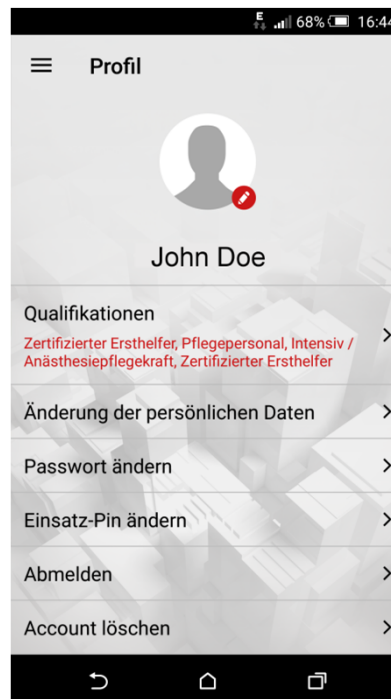 E 68% 16:44
Profil
John Doe
Qualifikationen
Zertifizierter Ersthelfer, Pflegepersonal, Intensiv /
Anästhesiepflegekraft, Zertifizierter Ersthelfer
Änderung der persönlichen Daten
Passwort ändern
Einsatz-Pin ändern
Abmelden
Account löschen